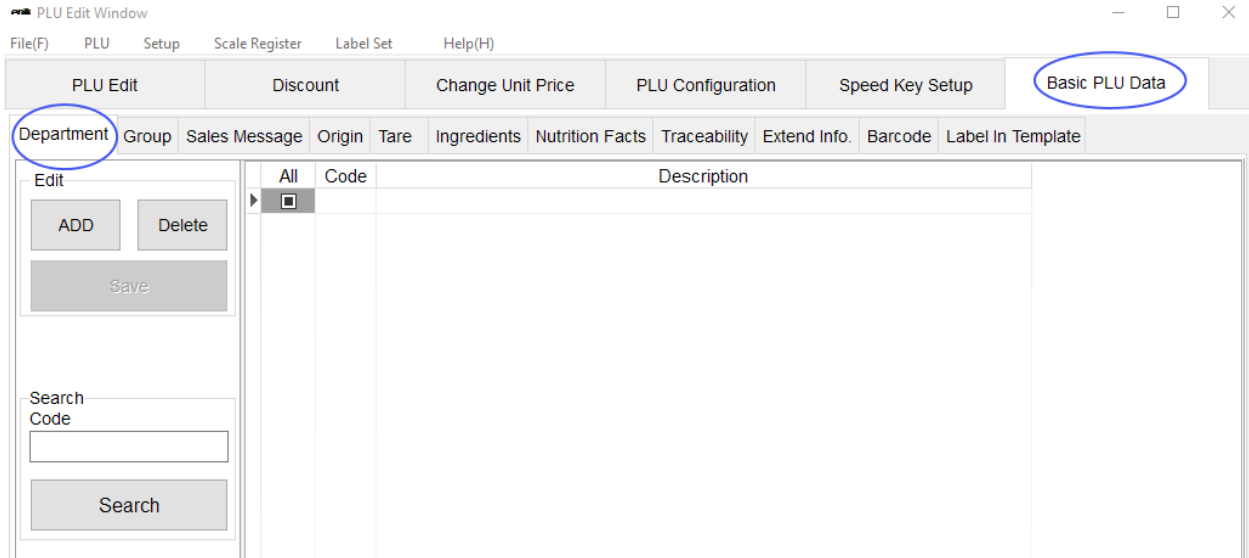 PLU Edit Window
File(F) PLU Setup Scale Register Label Set Help(H)
PLU Edit Discount Change Unit Price PLU Configuration Speed Key Setup Basic PLU Data
Department Group Sales Message Origin Tare Ingredients Nutrition Facts Traceability Extend Info. Barcode Label In Template
Edit
All Code Description
ADD Delete
Save
Search
Code
Search